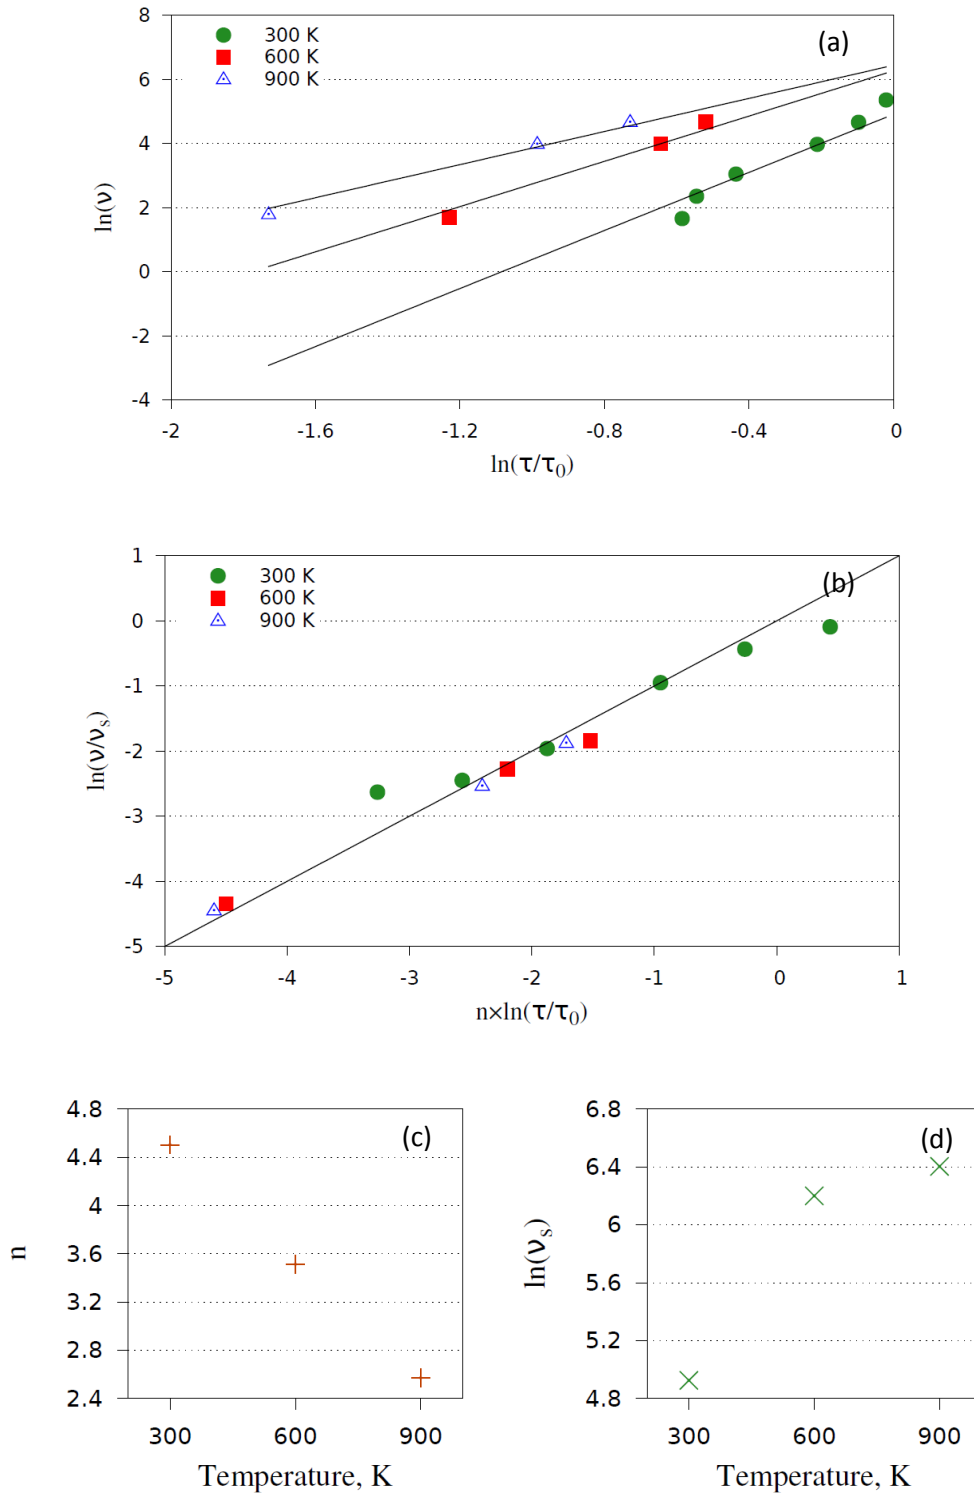 8
6
4
2
0
-2
-4
ln(ν)
300 K
600 K
900 K
(a)
-2 -1.6 -1.2 -0.8 -0.4 0
ln(τ/τ0)
1
0
-1
-2
-3
-4
-5
ln(ν/νs)
300 K
600 K
900 K
(b)
-5 -4 -3 -2 -1 0 1
n×ln(τ/τ0)
4.8
4.4
4
3.6
3.2
2.8
2.4
n
(c)
300 600 900
Temperature, K
6.8
6.4
6
5.6
5.2
4.8
ln(νs)
(d)
300 600 900
Temperature, K